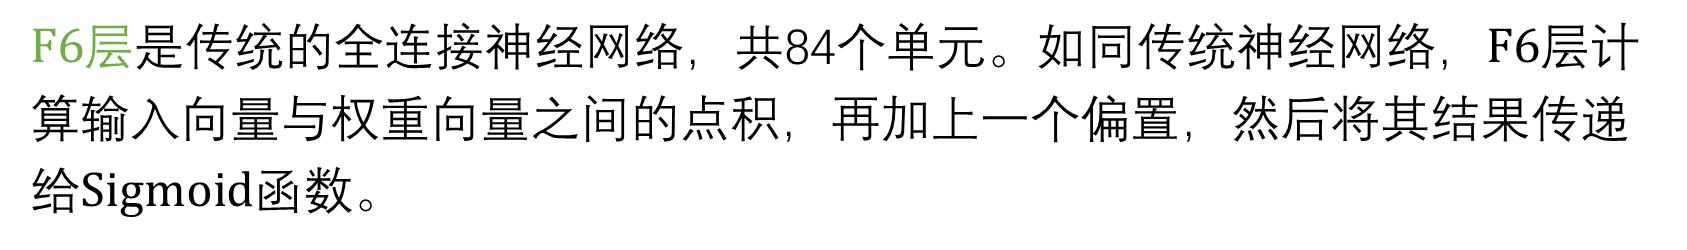 F6层是传统的全连接神经网络，共84个单元。如同传统神经网络，F6层计
算输入向量与权重向量之间的点积，再加上一个偏置，然后将其结果传递
给Sigmoid函数。